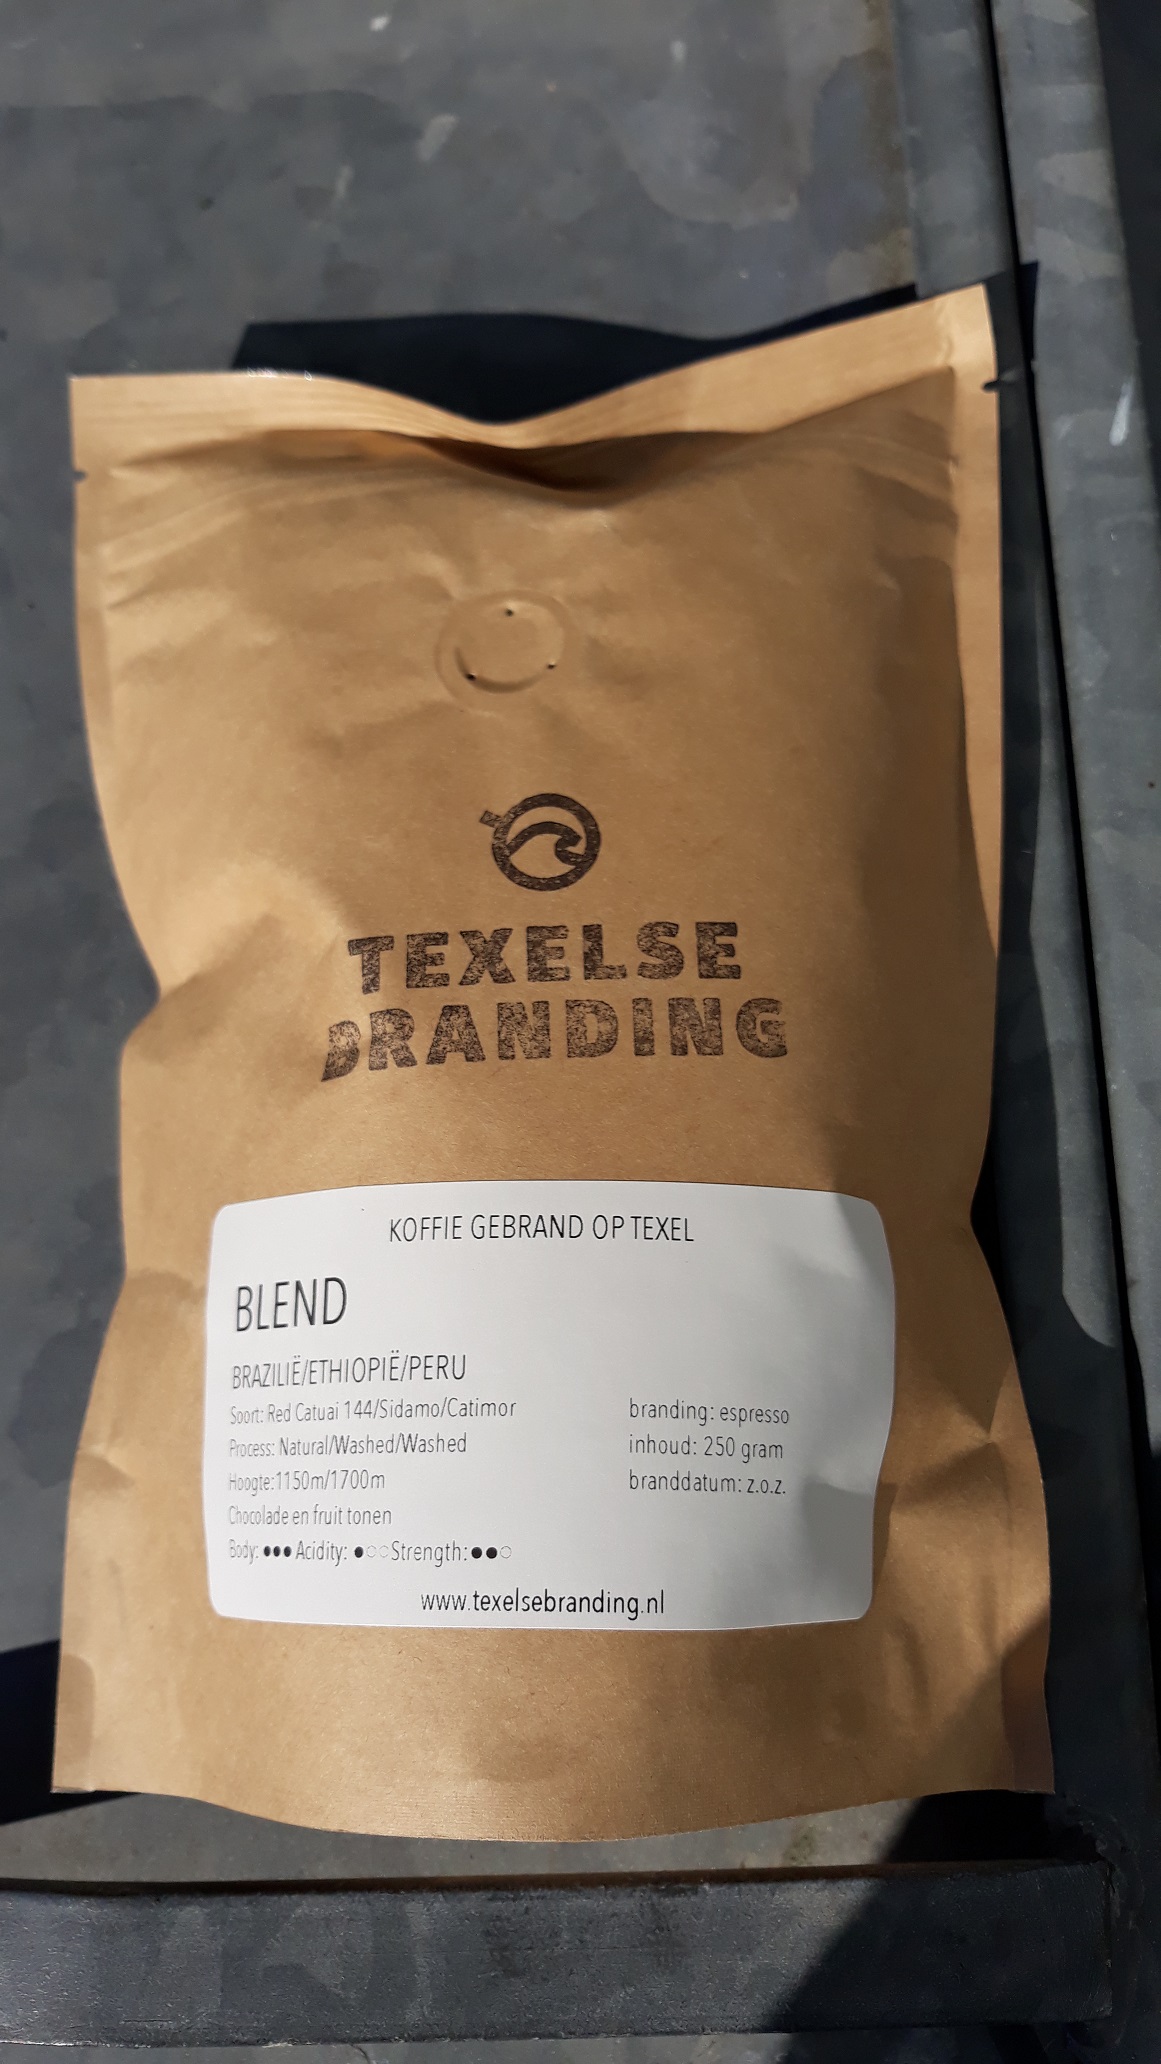 TEXELSE
BRANDING
KOFFIE GEBRAND OP TEXEL
BLEND
BRAZILIË/ETHIOPIË/PERU
Soort: Red Catuai 144/Sidamo/Catimor
branding: espresso
Process: Natural/Washed/Washed
inhoud: 250 gram
Hoogte:1150m/1700m
branddatum: z.o.z.
Chocolade en fruit tonen
Body: ●●● Acidity: ●○○ Strength: ●●○
www.texelsebranding.nl